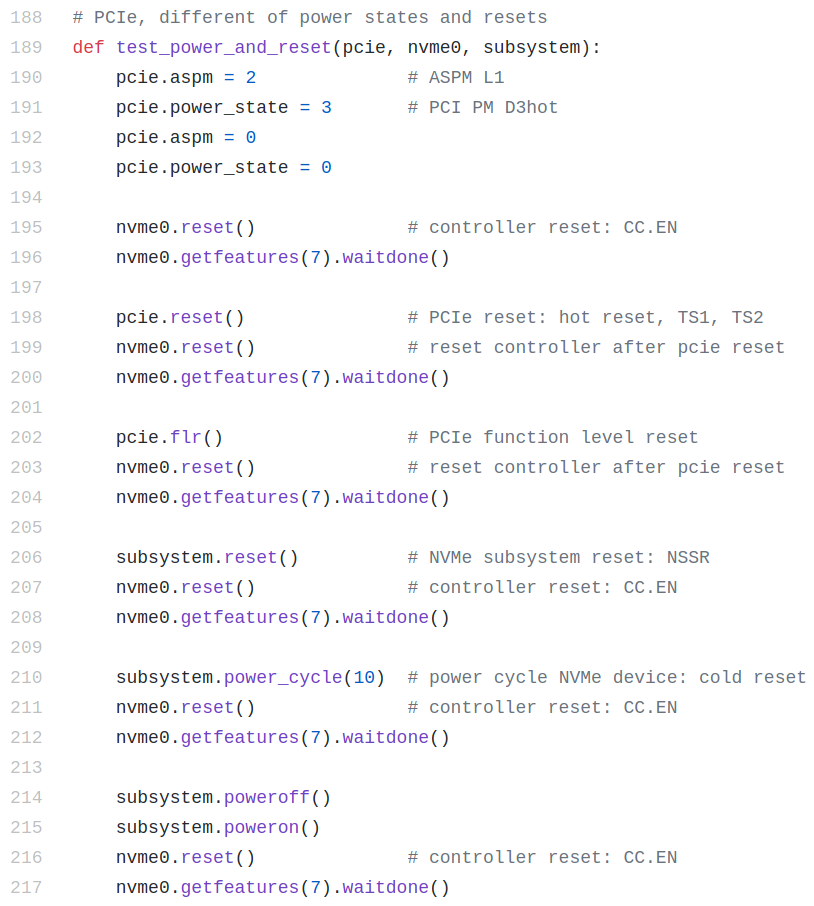 188 # PCIe, different of power states and resets
189 def test_power_and_reset(pcie, nvme0, subsystem):
190     pcie.aspm = 2              # ASPM L1
191     pcie.power_state = 3       # PCI PM D3hot
192     pcie.aspm = 0
193     pcie.power_state = 0
194
195     nvme0.reset()              # controller reset: CC.EN
196     nvme0.getfeatures(7).waitdone()
197
198     pcie.reset()               # PCIe reset: hot reset, TS1, TS2
199     nvme0.reset()              # reset controller after pcie reset
200     nvme0.getfeatures(7).waitdone()
201
202     pcie.flr()                 # PCIe function level reset
203     nvme0.reset()              # reset controller after pcie reset
204     nvme0.getfeatures(7).waitdone()
205
206     subsystem.reset()          # NVMe subsystem reset: NSSR
207     nvme0.reset()              # controller reset: CC.EN
208     nvme0.getfeatures(7).waitdone()
209
210     subsystem.power_cycle(10)  # power cycle NVMe device: cold reset
211     nvme0.reset()              # controller reset: CC.EN
212     nvme0.getfeatures(7).waitdone()
213
214     subsystem.poweroff()
215     subsystem.poweron()
216     nvme0.reset()              # controller reset: CC.EN
217     nvme0.getfeatures(7).waitdone()